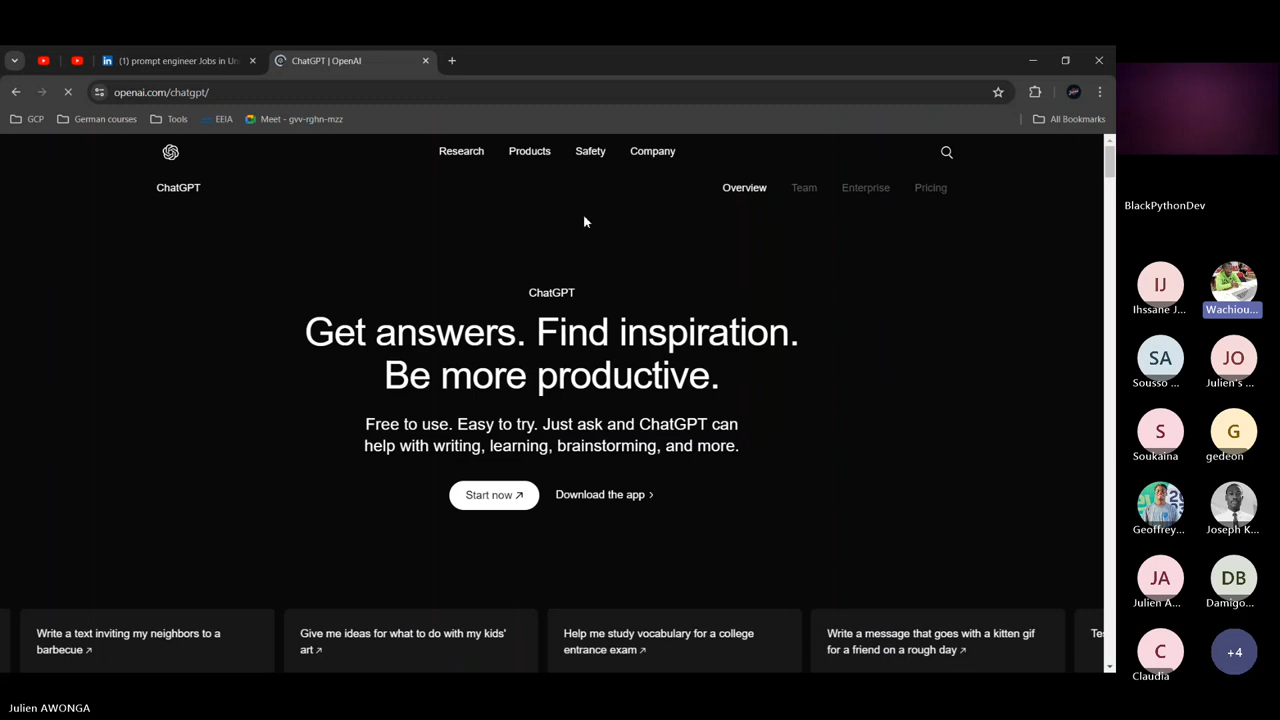 (1) prompt engineer Jobs in Un
ChatGPT | OpenAI
openai.com/chatgpt/
GCP
German courses
Tools
EEIA
Meet - gvv-rghn-mzz
All Bookmarks
Research
Products
Safety
Company
ChatGPT
Overview
Team
Enterprise
Pricing
ChatGPT
Get answers. Find inspiration.
Be more productive.
Free to use. Easy to try. Just ask and ChatGPT can
help with writing, learning, brainstorming, and more.
Start now ↗
Download the app ›
Write a text inviting my neighbors to a
barbecue ↗
Give me ideas for what to do with my kids'
art ↗
Help me study vocabulary for a college
entrance exam ↗
Write a message that goes with a kitten gif
for a friend on a rough day ↗
Tes
BlackPythonDev
IJ
Ihssane J...
Wachiou...
SA
Sousso ...
JO
Julien's ...
S
Soukaina
G
gedeon
Geoffrey...
Joseph K...
JA
Julien A...
DB
Damigo...
C
Claudia
+4
Julien AWONGA